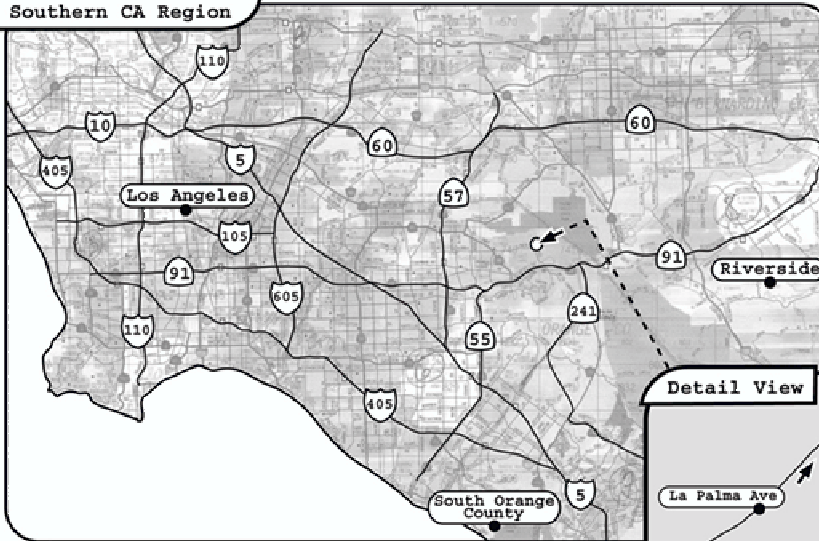 Southern CA Region
110
10
60
60
405
5
57
Los Angeles
105
91
91
Riverside
605
241
110
55
Detail View
405
La Palma Ave
5
South Orange
County